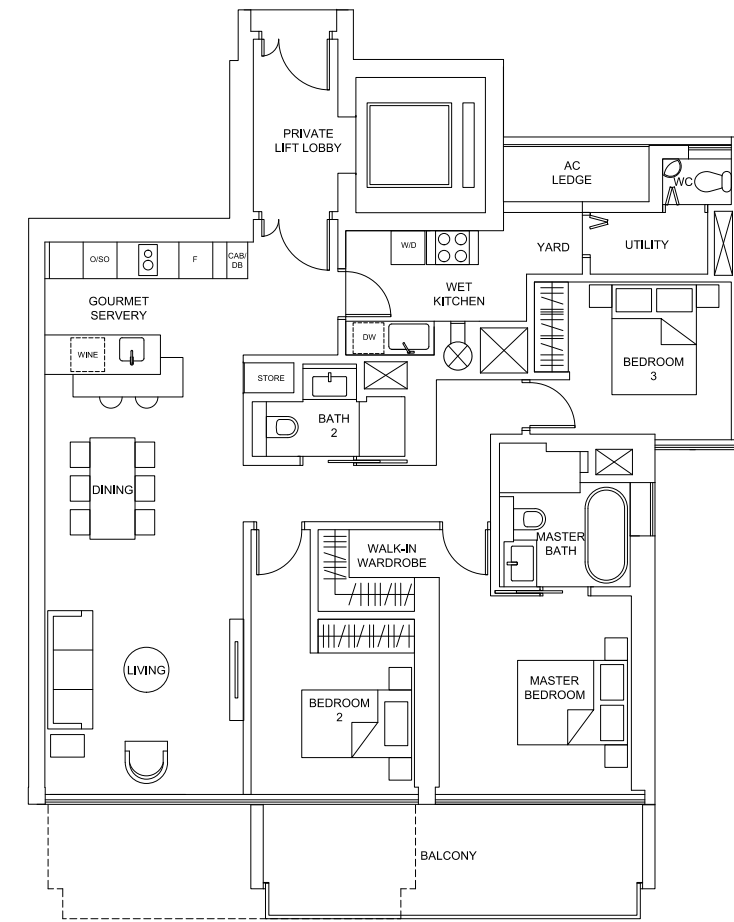 PRIVATE
LIFT LOBBY
AC
LEDGE
WC
W/D
YARD
UTILITY
O/SO
F
CAB/
DB
GOURMET
SERVERY
WET
KITCHEN
WINE
DW
BEDROOM
3
STORE
BATH
2
DINING
MASTER
BATH
WALK-IN
WARDROBE
LIVING
BEDROOM
2
MASTER
BEDROOM
BALCONY